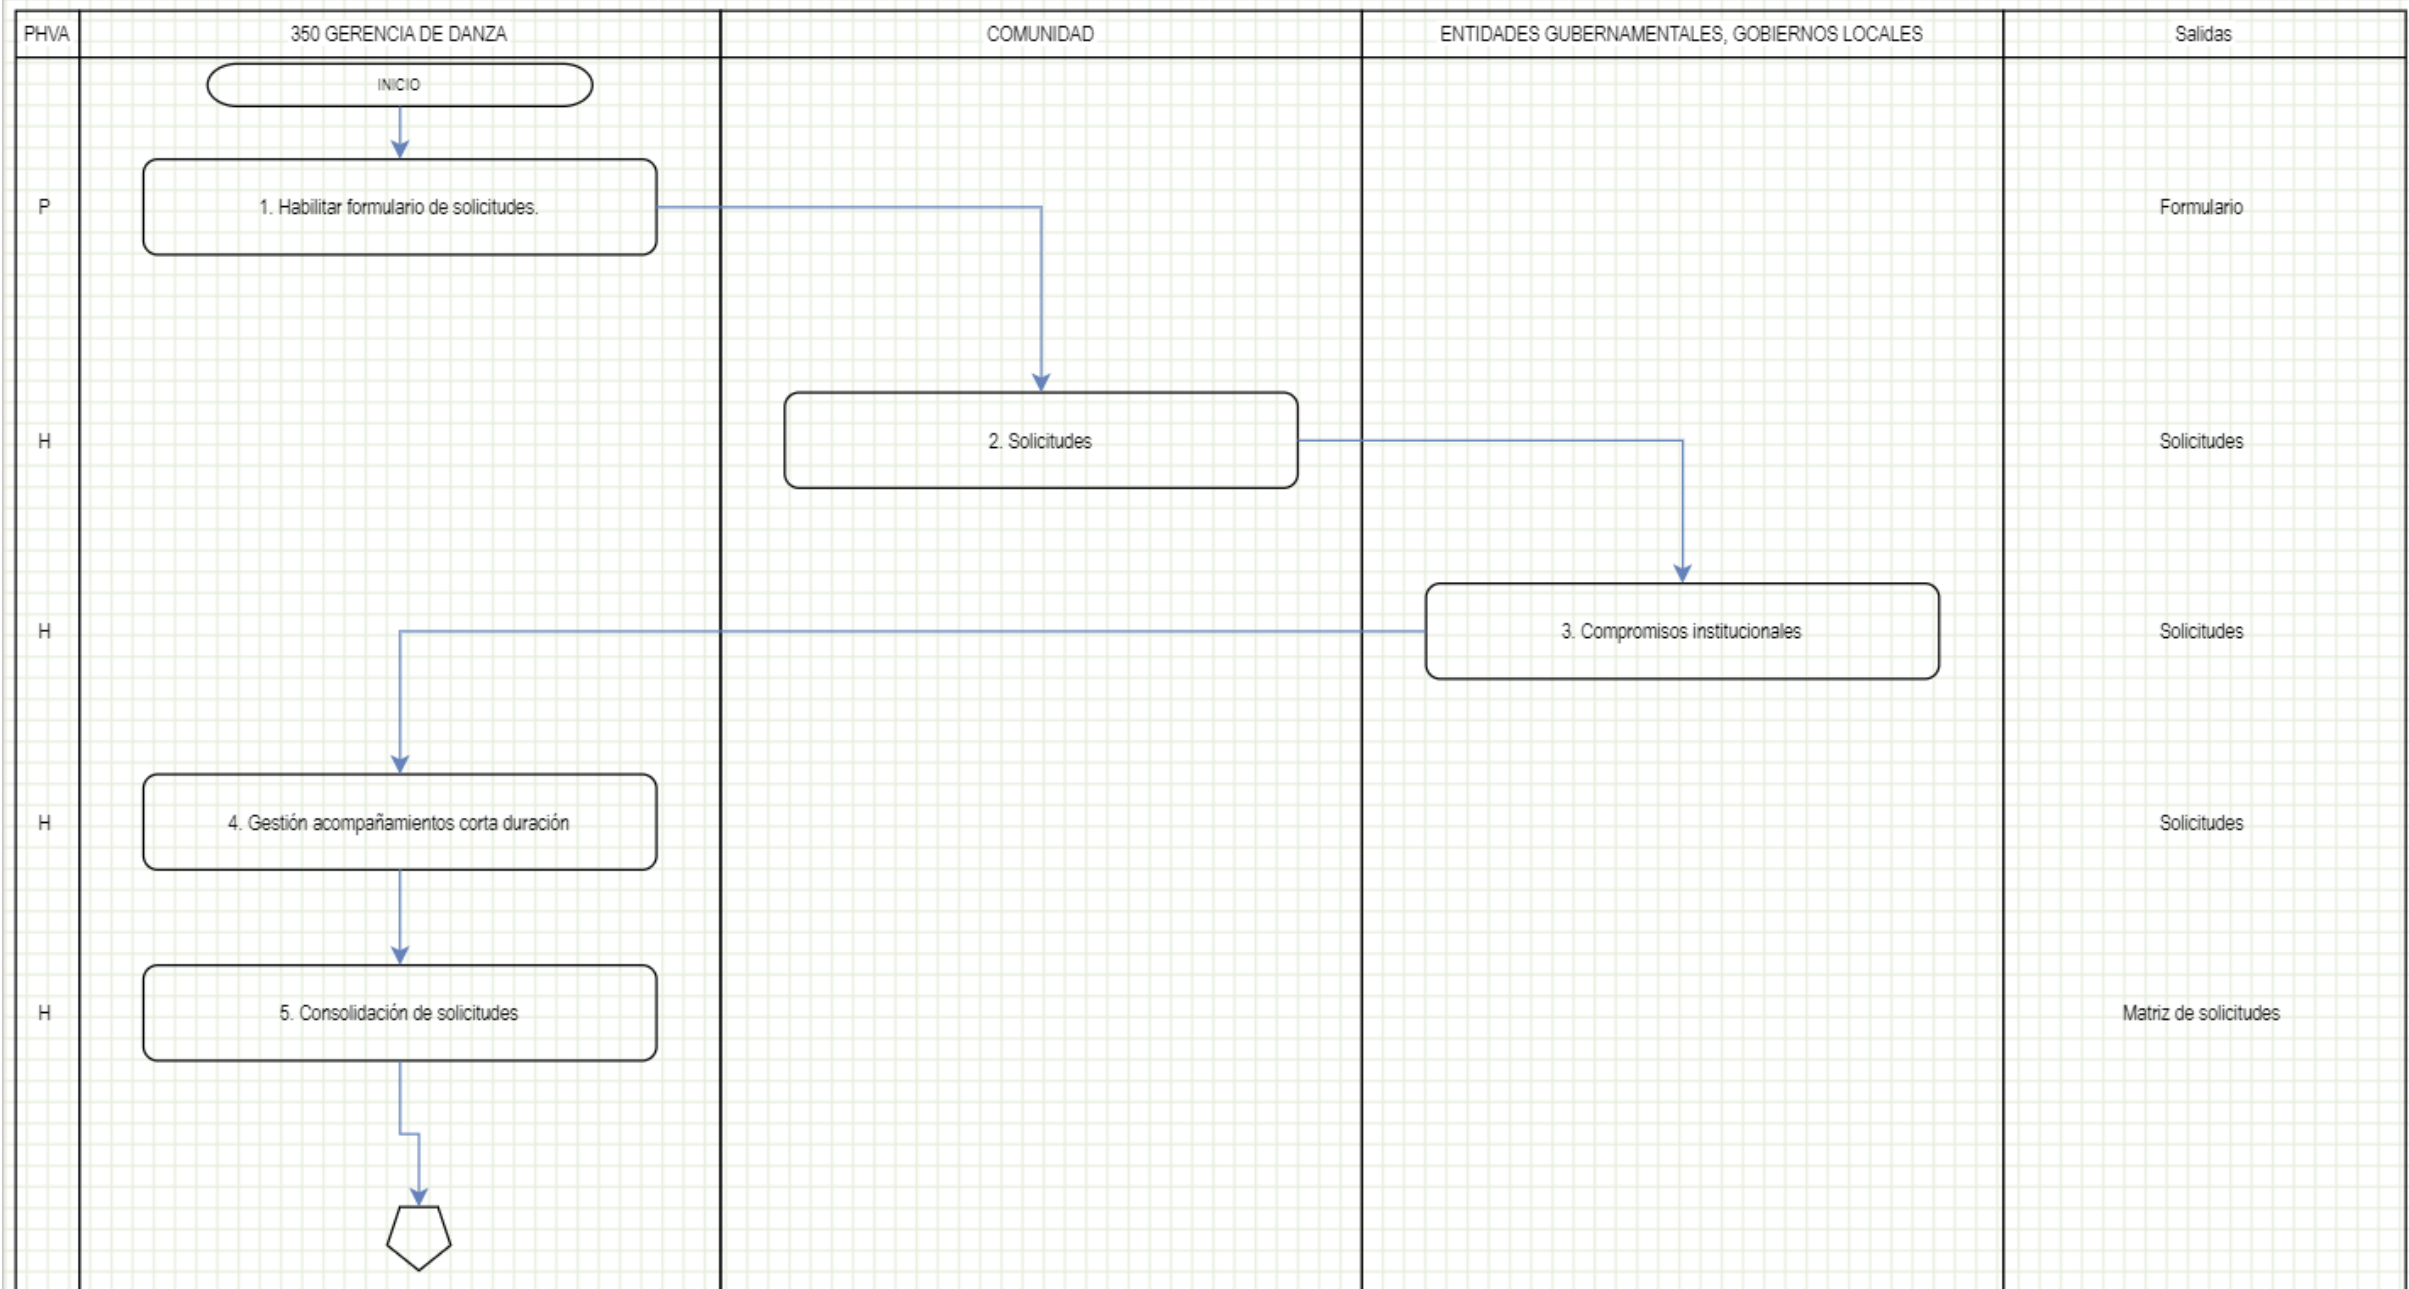 PHVA
350 GERENCIA DE DANZA
COMUNIDAD
ENTIDADES GUBERNAMENTALES, GOBIERNOS LOCALES
Salidas
INICIO
P
1. Habilitar formulario de solicitudes.
Formulario
H
2. Solicitudes
Solicitudes
H
3. Compromisos institucionales
Solicitudes
H
4. Gestión acompañamientos corta duración
Solicitudes
H
5. Consolidación de solicitudes
Matriz de solicitudes